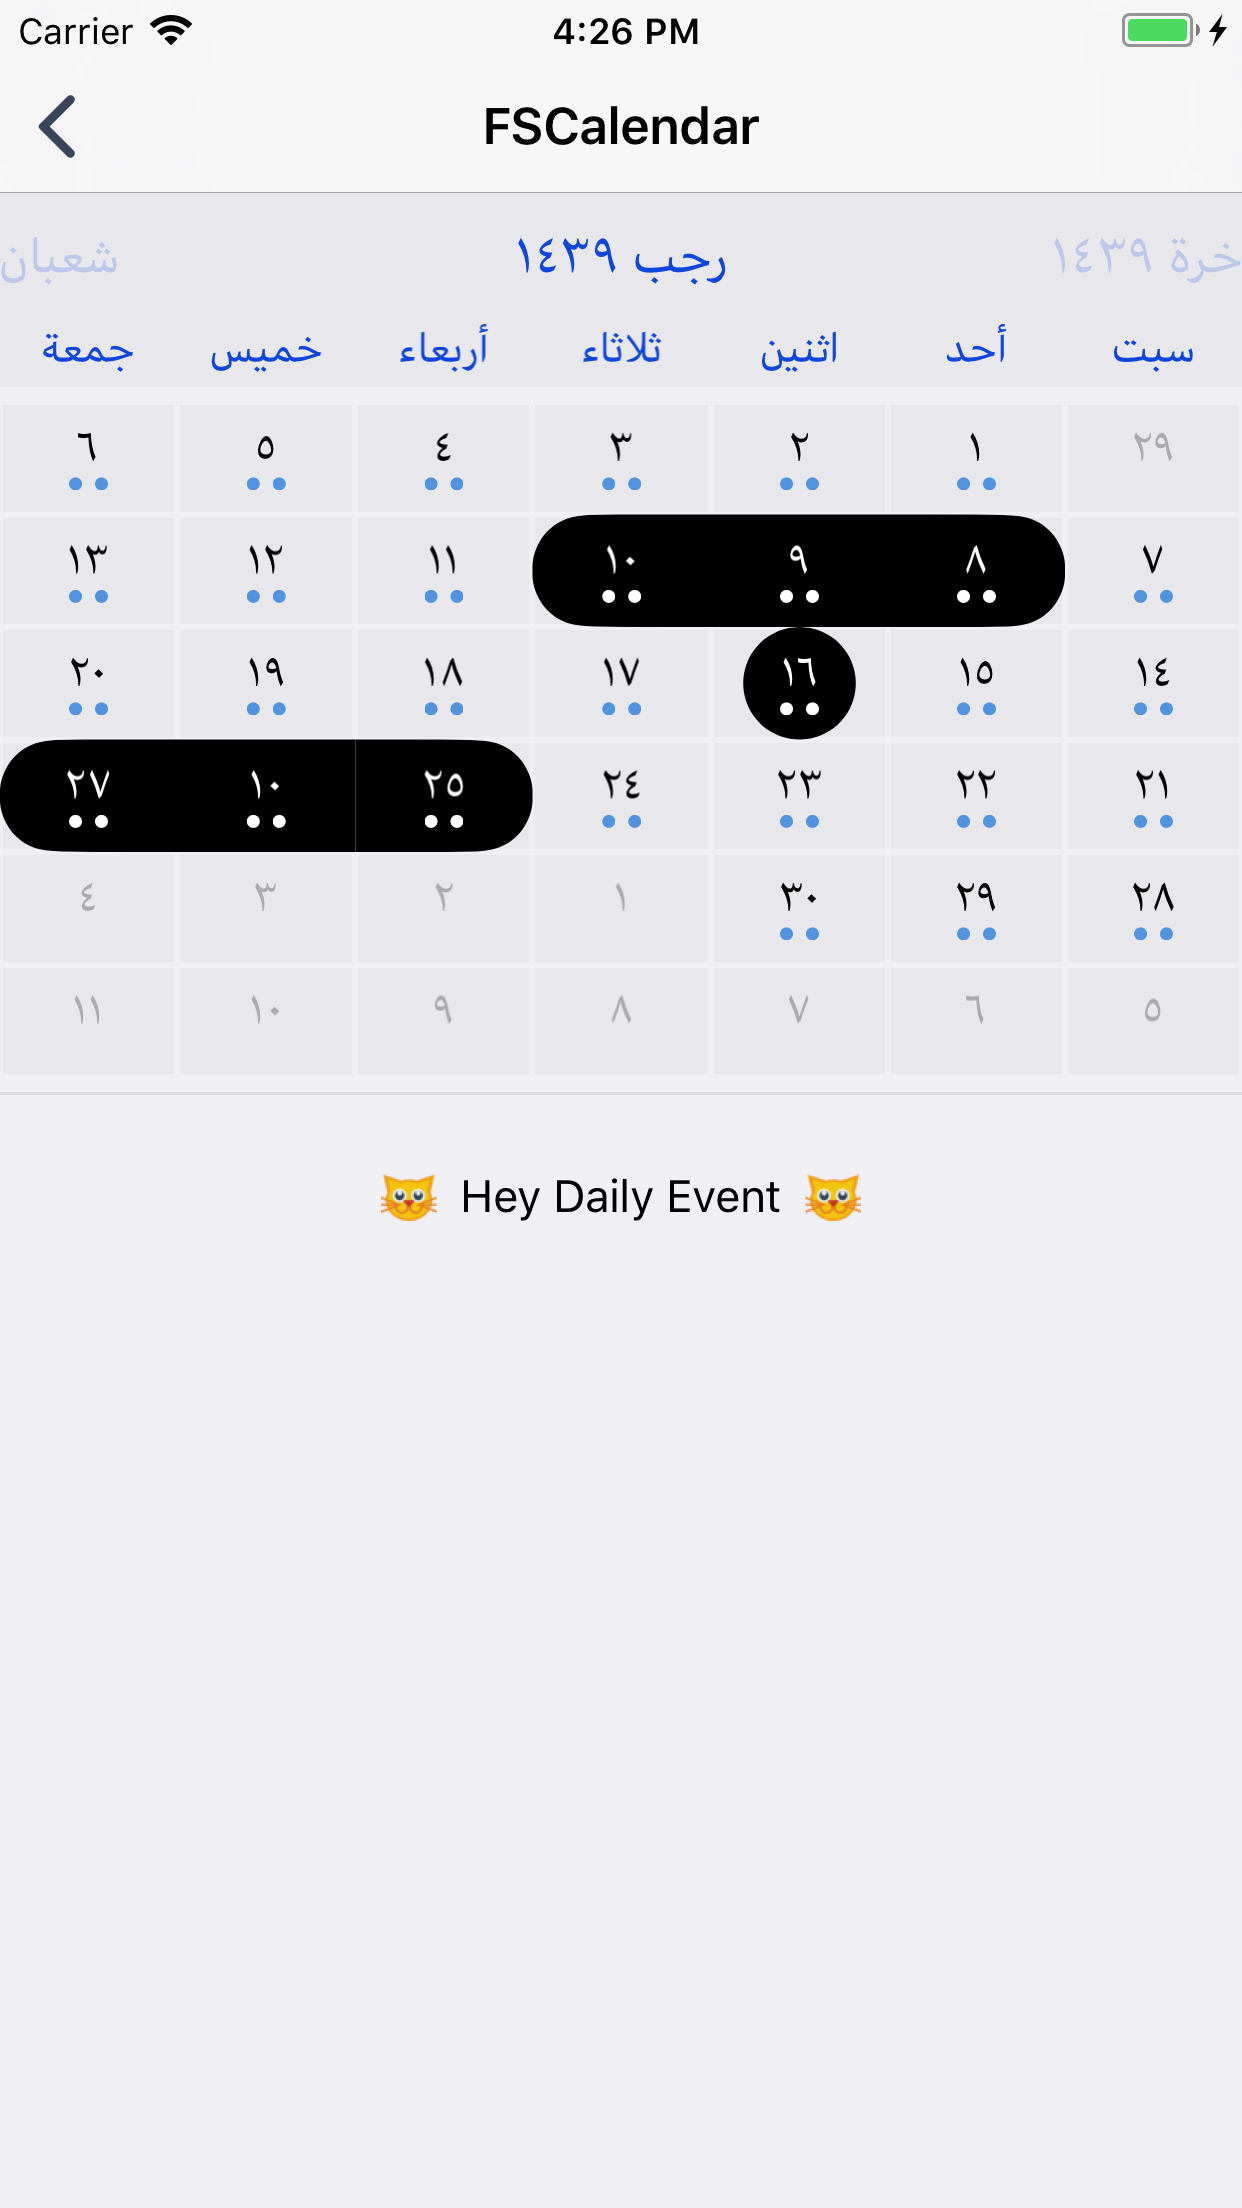 Carrier 4:26 PM
FSCalendar
خرة ١٤٣٩ رجب ١٤٣٩ شعبان
سبت أحد اثنين ثلاثاء أربعاء خميس جمعة
٢٩ ١ ٢ ٣ ٤ ٥ ٦
٧ ٨ ٩ ١٠ ١١ ١٢ ١٣
١٤ ١٥ ١٦ ١٧ ١٨ ١٩ ٢٠
٢١ ٢٢ ٢٣ ٢٤ ٢٥ ١٠ ٢٧
٢٨ ٢٩ ٣٠ ١ ٢ ٣ ٤
٥ ٦ ٧ ٨ ٩ ١٠ ١١
🐱 Hey Daily Event 🐱